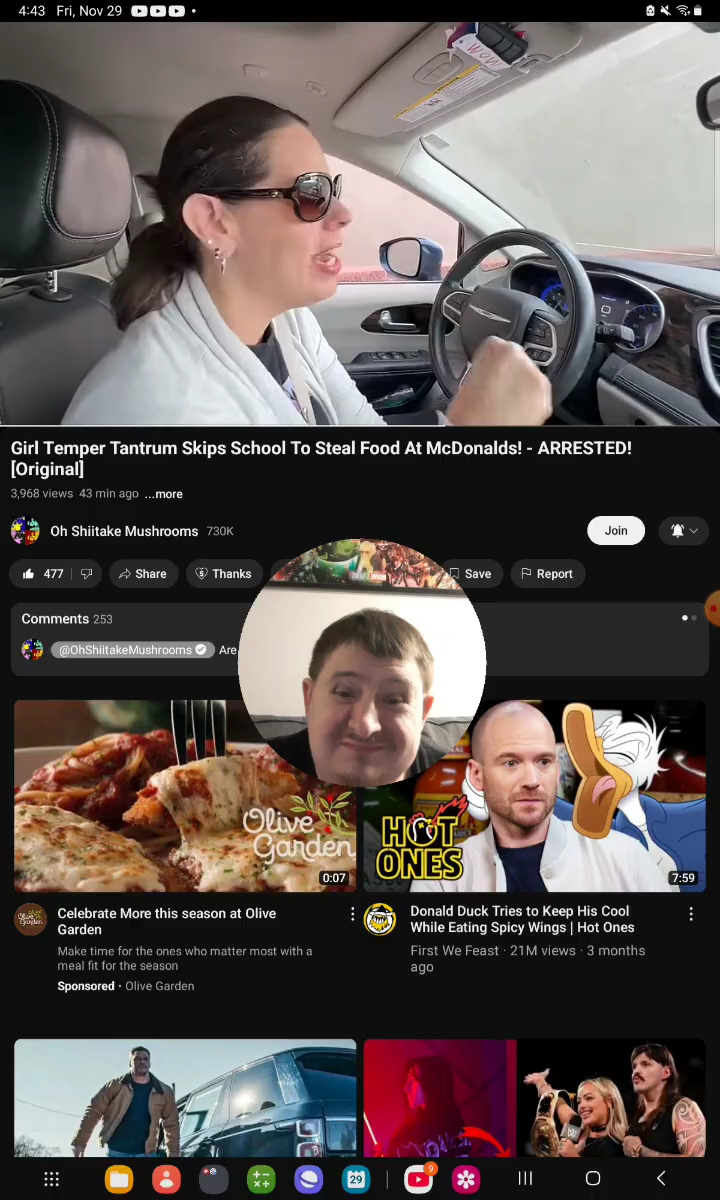 4:43 Fri, Nov 29
WOW
Girl Temper Tantrum Skips School To Steal Food At McDonalds! - ARRESTED!
[Original]
3,968 views 43 min ago ...more
Oh Shiitake Mushrooms 730K
Join
477 Share Thanks Save Report
Comments 253
@OhShiitakeMushrooms Are
Olive
Garden
0:07
HOT
ONES
7:59
Celebrate More this season at Olive
Garden
Make time for the ones who matter most with a
meal fit for the season
Sponsored · Olive Garden
Donald Duck Tries to Keep His Cool
While Eating Spicy Wings | Hot Ones
First We Feast · 21M views · 3 months
ago
29
9